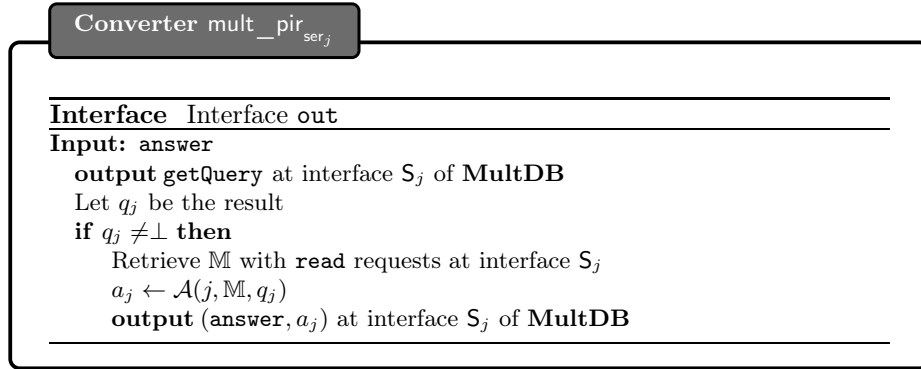 Converter mult_pir_ser_j
Interface Interface out
Input: answer
output getQuery at interface S_j of MultDB
Let q_j be the result
if q_j ≠⊥ then
Retrieve 𝕄 with read requests at interface S_j
a_j ← 𝒜(j, 𝕄, q_j)
output (answer, a_j) at interface S_j of MultDB